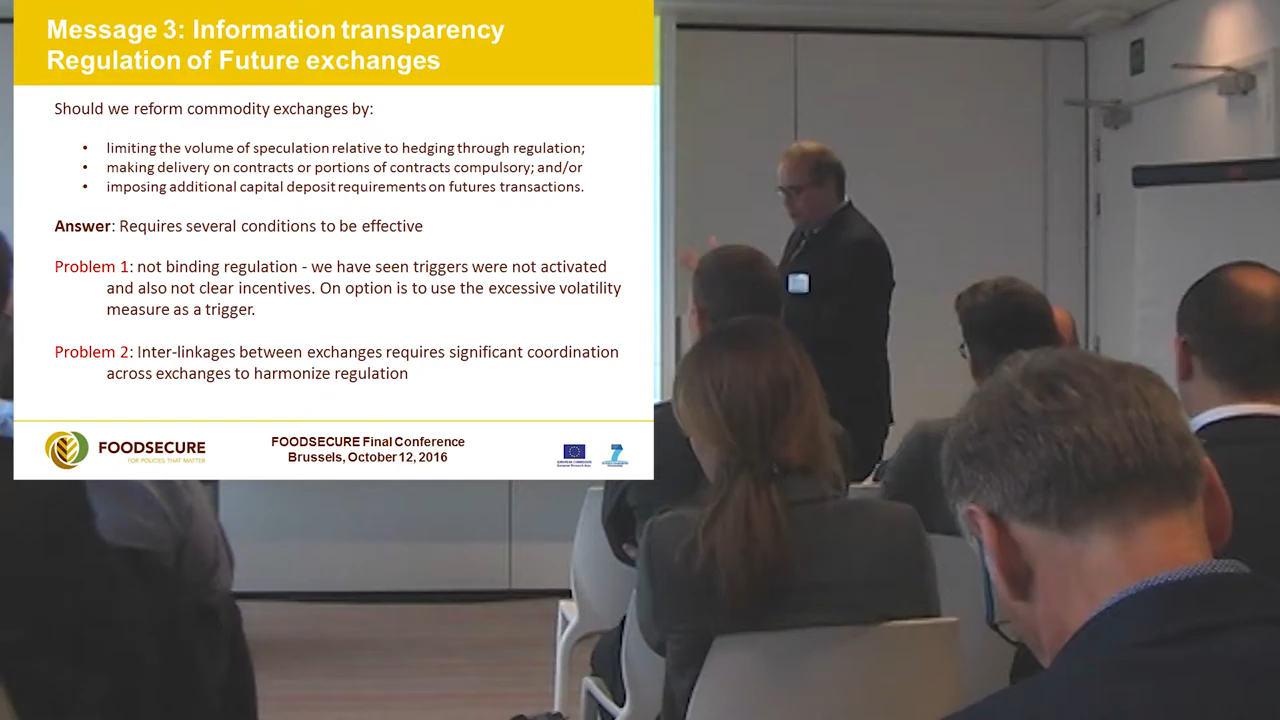 Message 3: Information transparency
Regulation of Future exchanges
Should we reform commodity exchanges by:
• limiting the volume of speculation relative to hedging through regulation;
• making delivery on contracts or portions of contracts compulsory; and/or
• imposing additional capital deposit requirements on futures transactions.
Answer: Requires several conditions to be effective
Problem 1: not binding regulation - we have seen triggers were not activated
and also not clear incentives. On option is to use the excessive volatility
measure as a trigger.
Problem 2: Inter-linkages between exchanges requires significant coordination
across exchanges to harmonize regulation
FOODSECURE
FOR POLICIES THAT MATTER
FOODSECURE Final Conference
Brussels, October 12, 2016